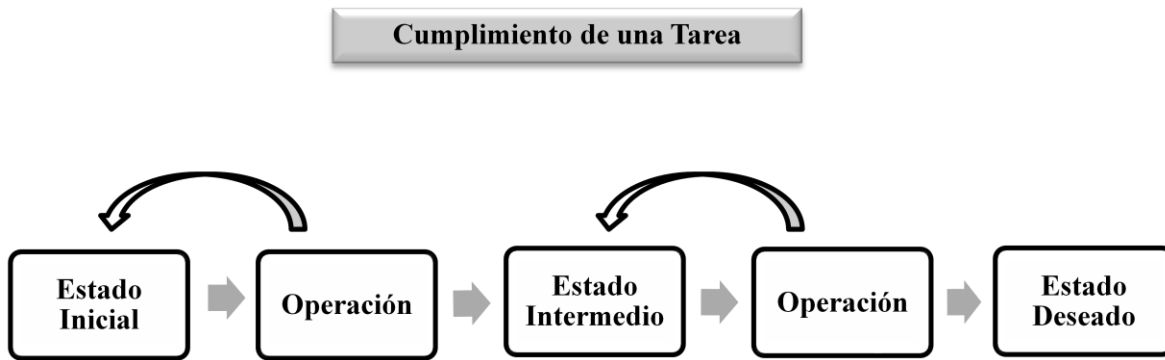 Cumplimiento de una Tarea
Estado
Inicial
Operación
Estado
Intermedio
Operación
Estado
Deseado